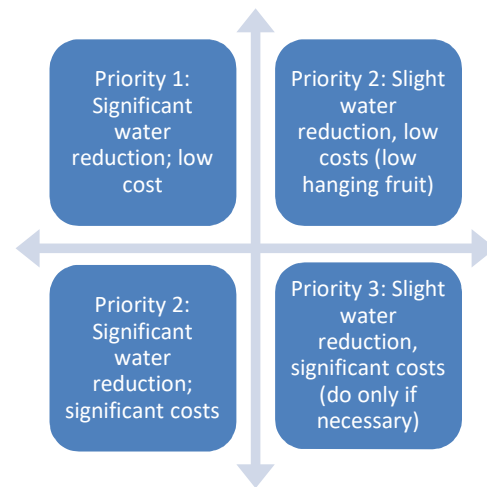 Priority 1:
Significant
water
reduction; low
cost
Priority 2: Slight
water
reduction, low
costs (low
hanging fruit)
Priority 2:
Significant
water
reduction;
significant costs
Priority 3: Slight
water
reduction,
significant costs
(do only if
necessary)